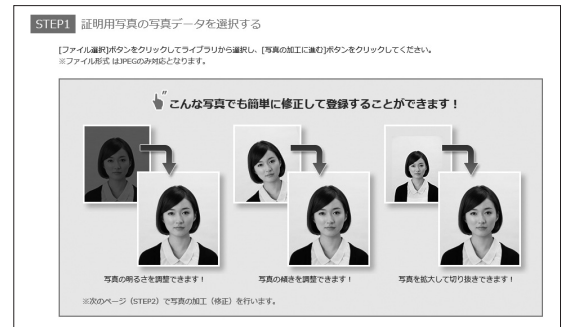 STEP1 証明用写真の写真データを選択する
[ファイル選択]ボタンをクリックしてライブラリから選択し、[写真の加工に進む]ボタンをクリックしてください。
※ファイル形式 はJPEGのみ対応となります。
こんな写真でも簡単に修正して登録することができます！
写真の明るさを調整できます！
写真の傾きを調整できます！
写真を拡大して切り抜きできます！
※次のページ（STEP2）で写真の加工（修正）を行います。